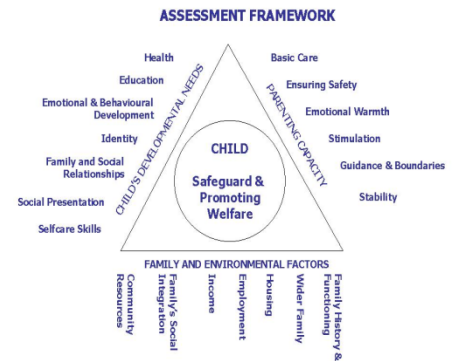 ASSESSMENT FRAMEWORK
Health
Education
Emotional & Behavioural
Development
Identity
Family and Social
Relationships
Social Presentation
Selfcare Skills
CHILD'S DEVELOPMENTAL NEEDS
Basic Care
Ensuring Safety
Emotional Warmth
Stimulation
Guidance & Boundaries
Stability
PARENTING CAPACITY
CHILD
Safeguard &
Promoting
Welfare
FAMILY AND ENVIRONMENTAL FACTORS
Community
Resources
Family's Social
Integration
Income
Employment
Housing
Wider Family
Family History &
Functioning